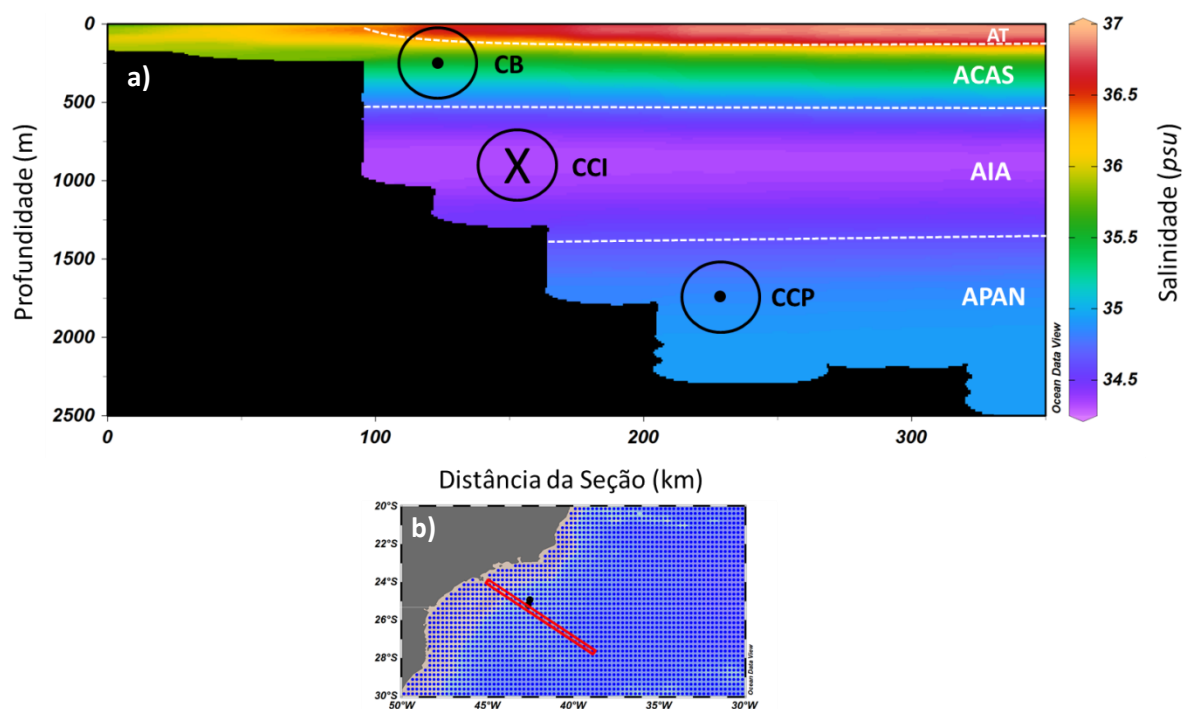 a)
Profundidade (m)
0
500
1000
1500
2000
2500
CB
X
CCI
CCP
AT
ACAS
AIA
APAN
Ocean Data View
37
36.5
36
35.5
35
34.5
Salinidade (psu)
0
100
200
300
Distância da Seção (km)
b)
20°S
22°S
24°S
26°S
28°S
30°S
50°W
45°W
40°W
35°W
30°W
Ocean Data View